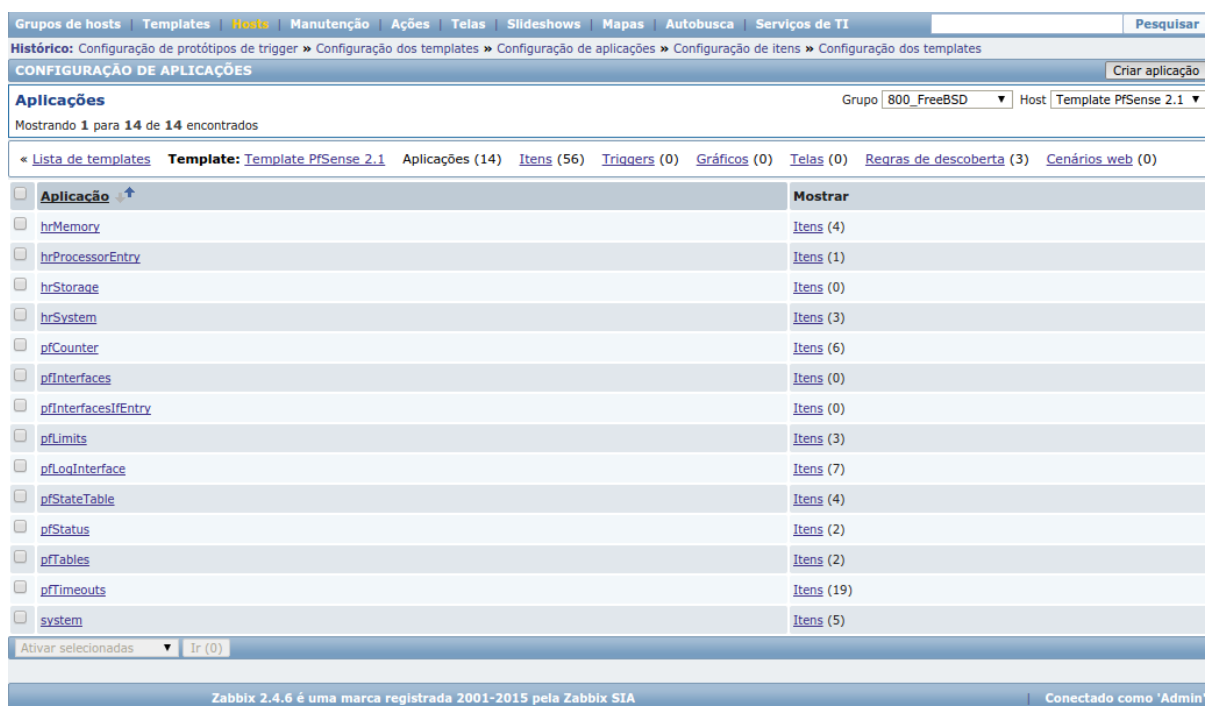 Grupos de hosts | Templates | Hosts | Manutenção | Ações | Telas | Slideshows | Mapas | Autobusca | Serviços de TI Pesquisar
Histórico: Configuração de protótipos de trigger » Configuração dos templates » Configuração de aplicações » Configuração de itens » Configuração dos templates
CONFIGURAÇÃO DE APLICAÇÕES Criar aplicação
Aplicações Grupo 800_FreeBSD Host Template PfSense 2.1
Mostrando 1 para 14 de 14 encontrados
« Lista de templates Template: Template PfSense 2.1 Aplicações (14) Itens (56) Triggers (0) Gráficos (0) Telas (0) Regras de descoberta (3) Cenários web (0)
Aplicação Mostrar
hrMemory Itens (4)
hrProcessorEntry Itens (1)
hrStorage Itens (0)
hrSystem Itens (3)
pfCounter Itens (6)
pfInterfaces Itens (0)
pfInterfacesIfEntry Itens (0)
pfLimits Itens (3)
pfLogInterface Itens (7)
pfStateTable Itens (4)
pfStatus Itens (2)
pfTables Itens (2)
pfTimeouts Itens (19)
system Itens (5)
Ativar selecionadas Ir (0)
Zabbix 2.4.6 é uma marca registrada 2001-2015 pela Zabbix SIA | Conectado como 'Admin'